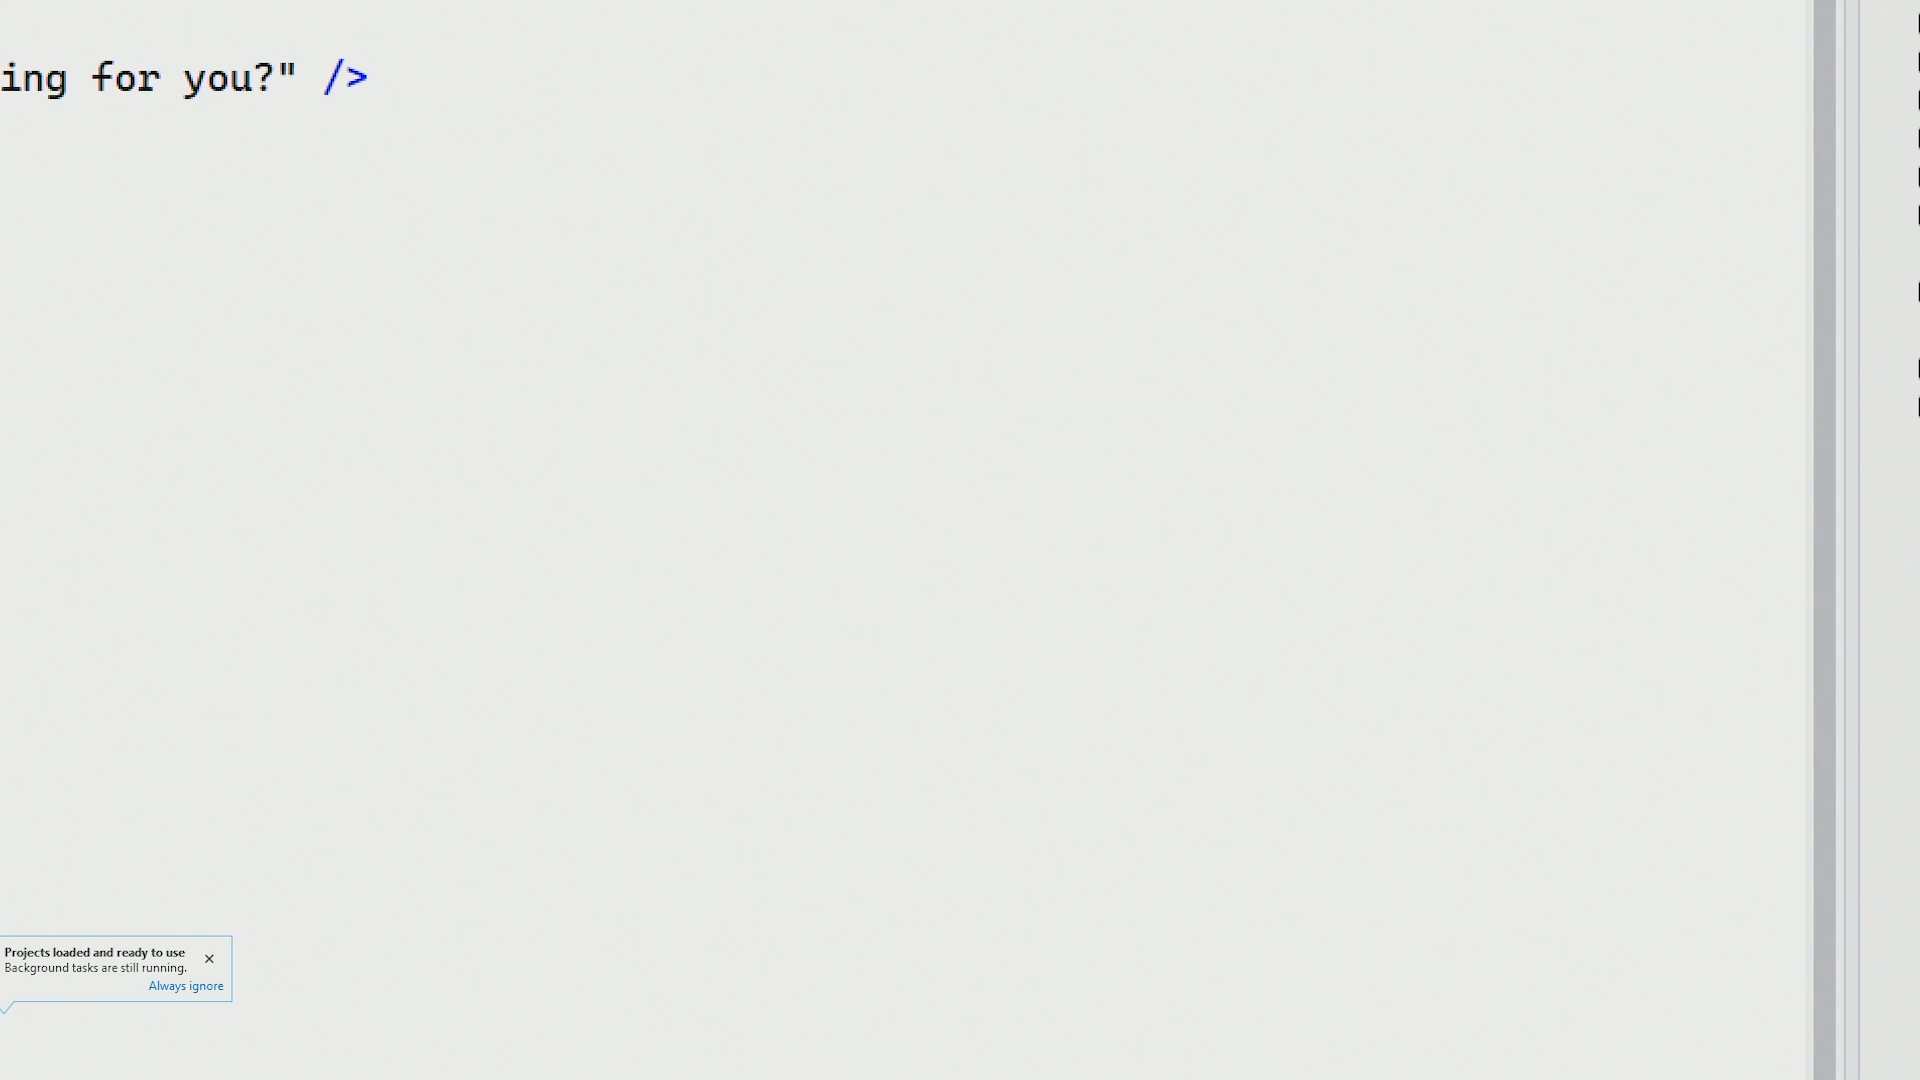 ing for you?" />
Projects loaded and ready to use
Background tasks are still running.
Always ignore